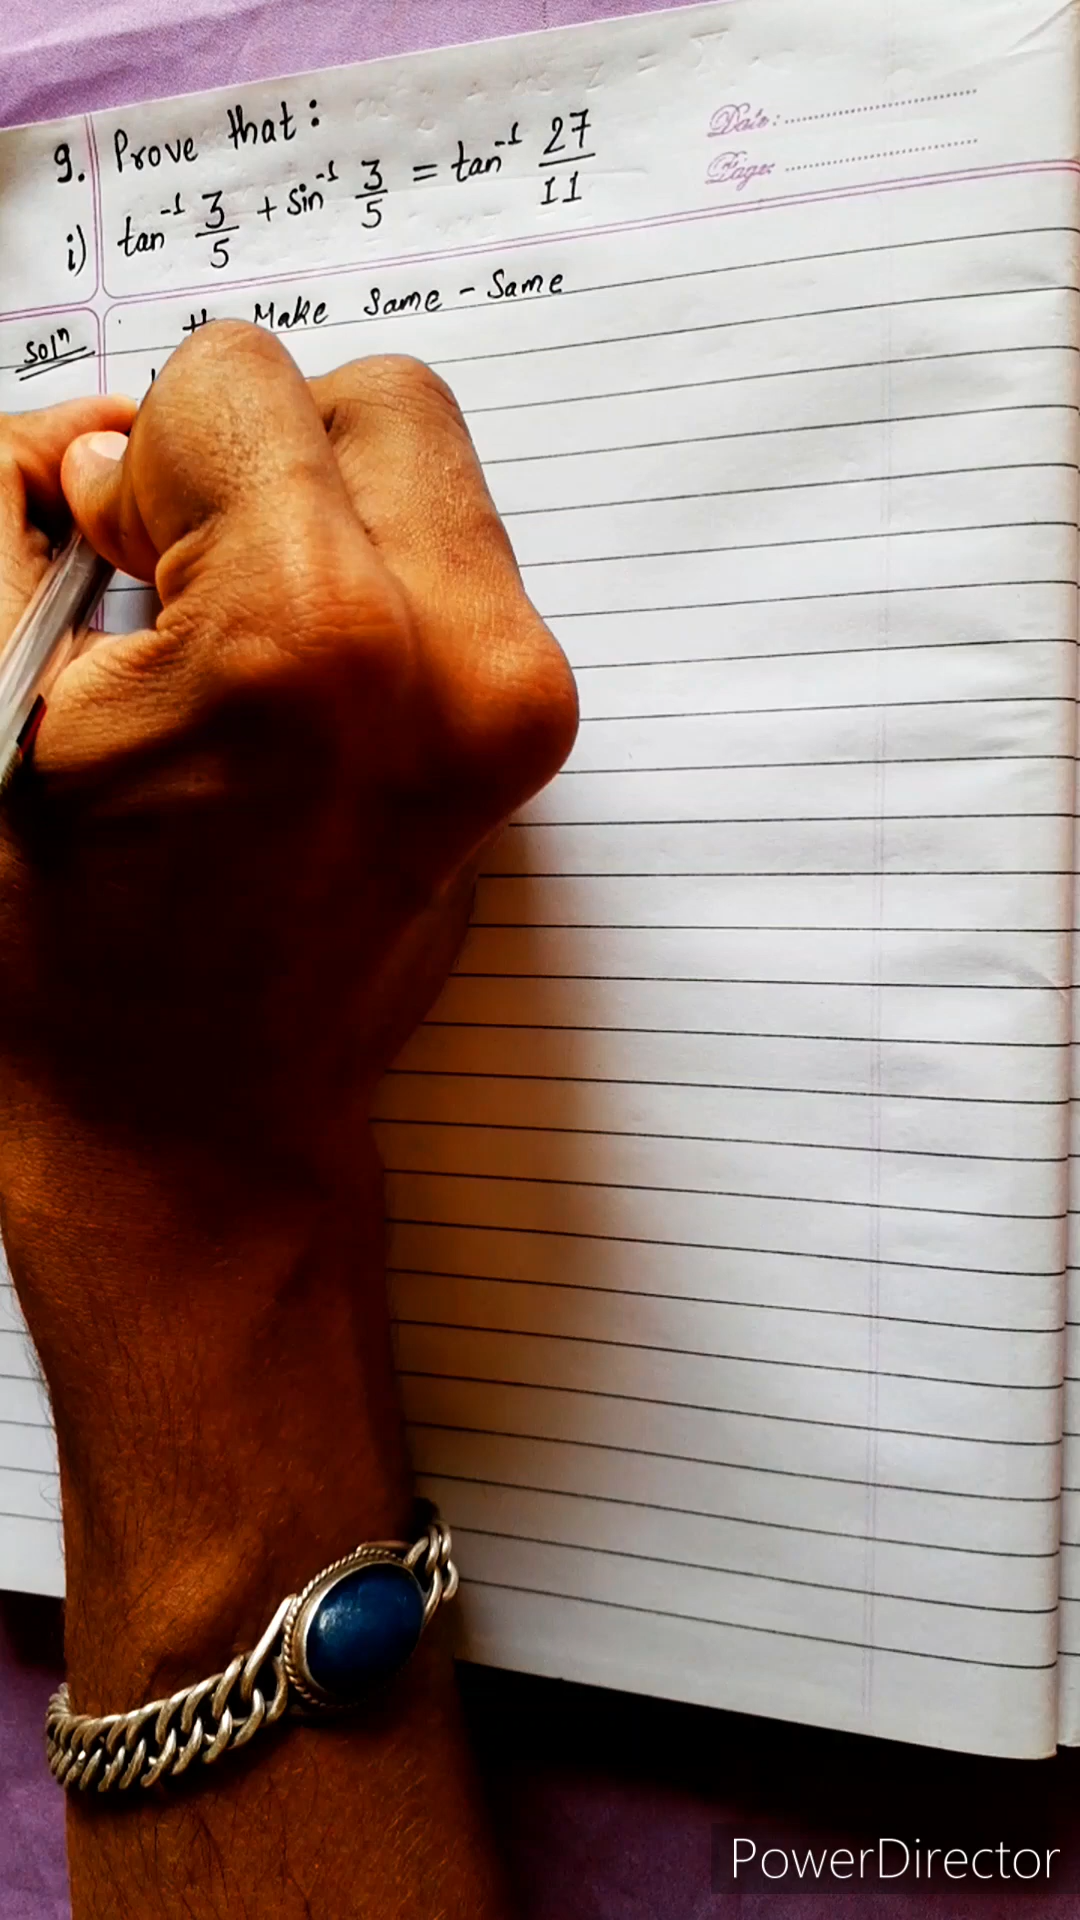 9. Prove that:
i) tan⁻¹ 3/5 + sin⁻¹ 3/5 = tan⁻¹ 27/11
Date:
Page:
Solⁿ
# Make Same - Same
PowerDirector